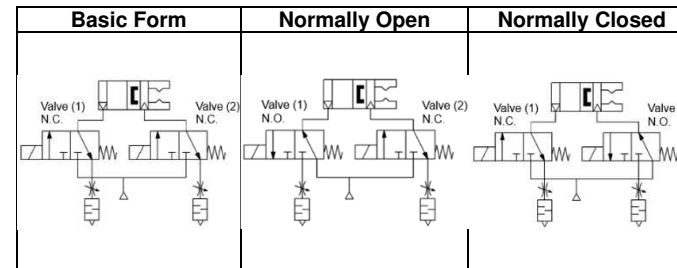 Basic Form
Normally Open
Normally Closed
Valve (1)
N.C.
Valve (2)
N.C.
Valve (1)
N.O.
Valve (2)
N.C.
Valve (1)
N.C.
Valve
N.O.